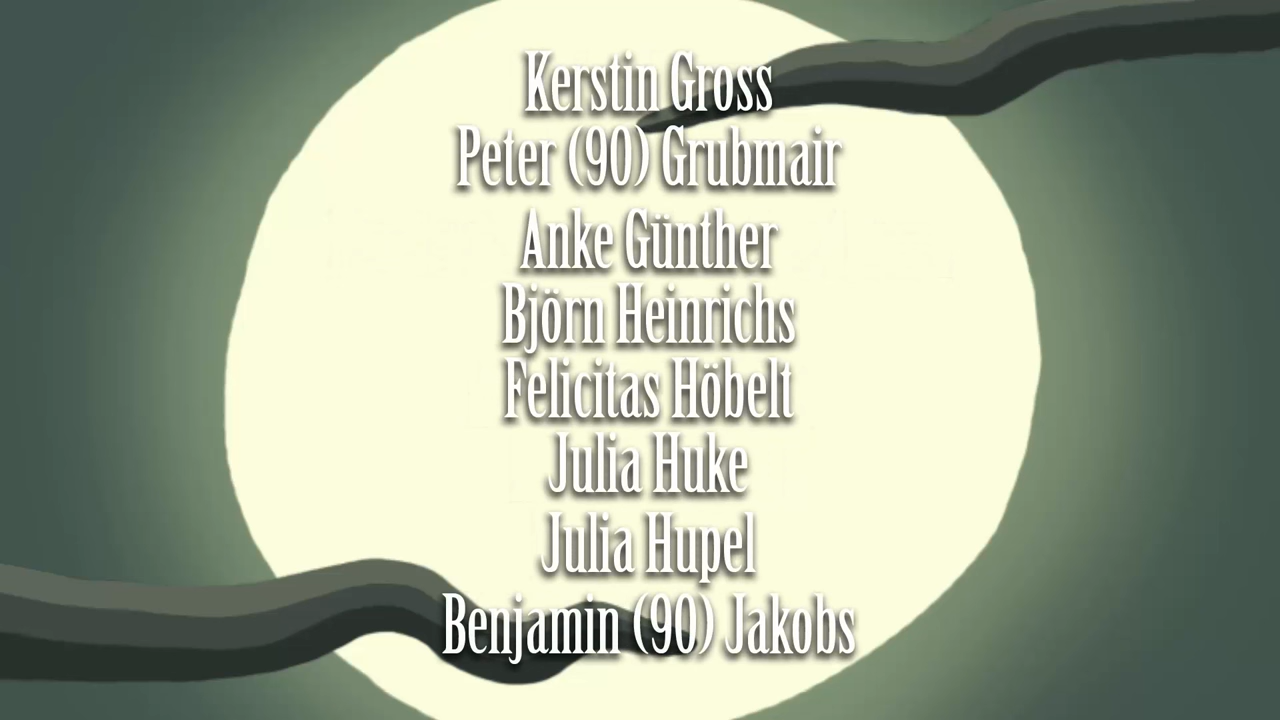 Kerstin Gross
Peter (90) Grubmair
Anke Günther
Björn Heinrichs
Felicitas Höbelt
Julia Huke
Julia Hupel
Benjamin (90) Jakobs